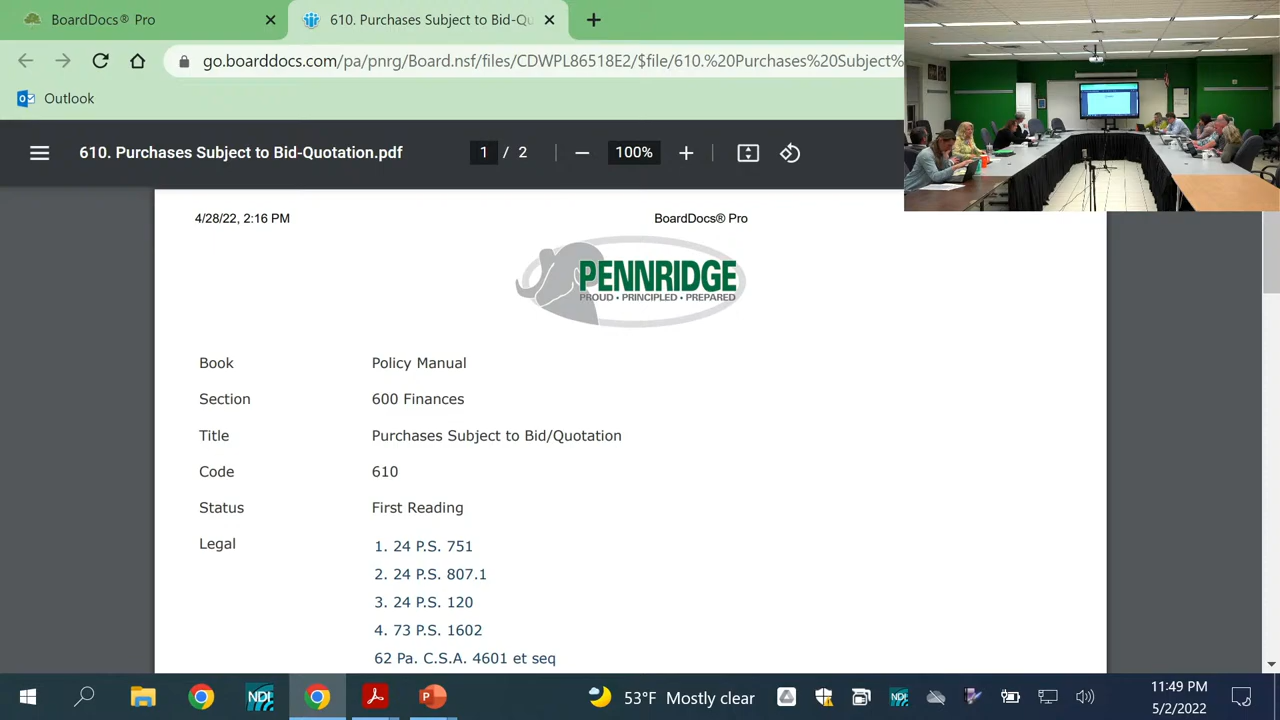 BoardDocs® Pro
610. Purchases Subject to Bid-Qu
go.boarddocs.com/pa/pnrg/Board.nsf/files/CDWPL86518E2/$file/610.%20Purchases%20Subject%
Outlook
610. Purchases Subject to Bid-Quotation.pdf
1 / 2
100%
4/28/22, 2:16 PM
BoardDocs® Pro
PENNRIDGE
PROUD • PRINCIPLED • PREPARED
Book Policy Manual
Section 600 Finances
Title Purchases Subject to Bid/Quotation
Code 610
Status First Reading
Legal 1. 24 P.S. 751
2. 24 P.S. 807.1
3. 24 P.S. 120
4. 73 P.S. 1602
62 Pa. C.S.A. 4601 et seq
NDI
53°F Mostly clear
NDI
11:49 PM
5/2/2022